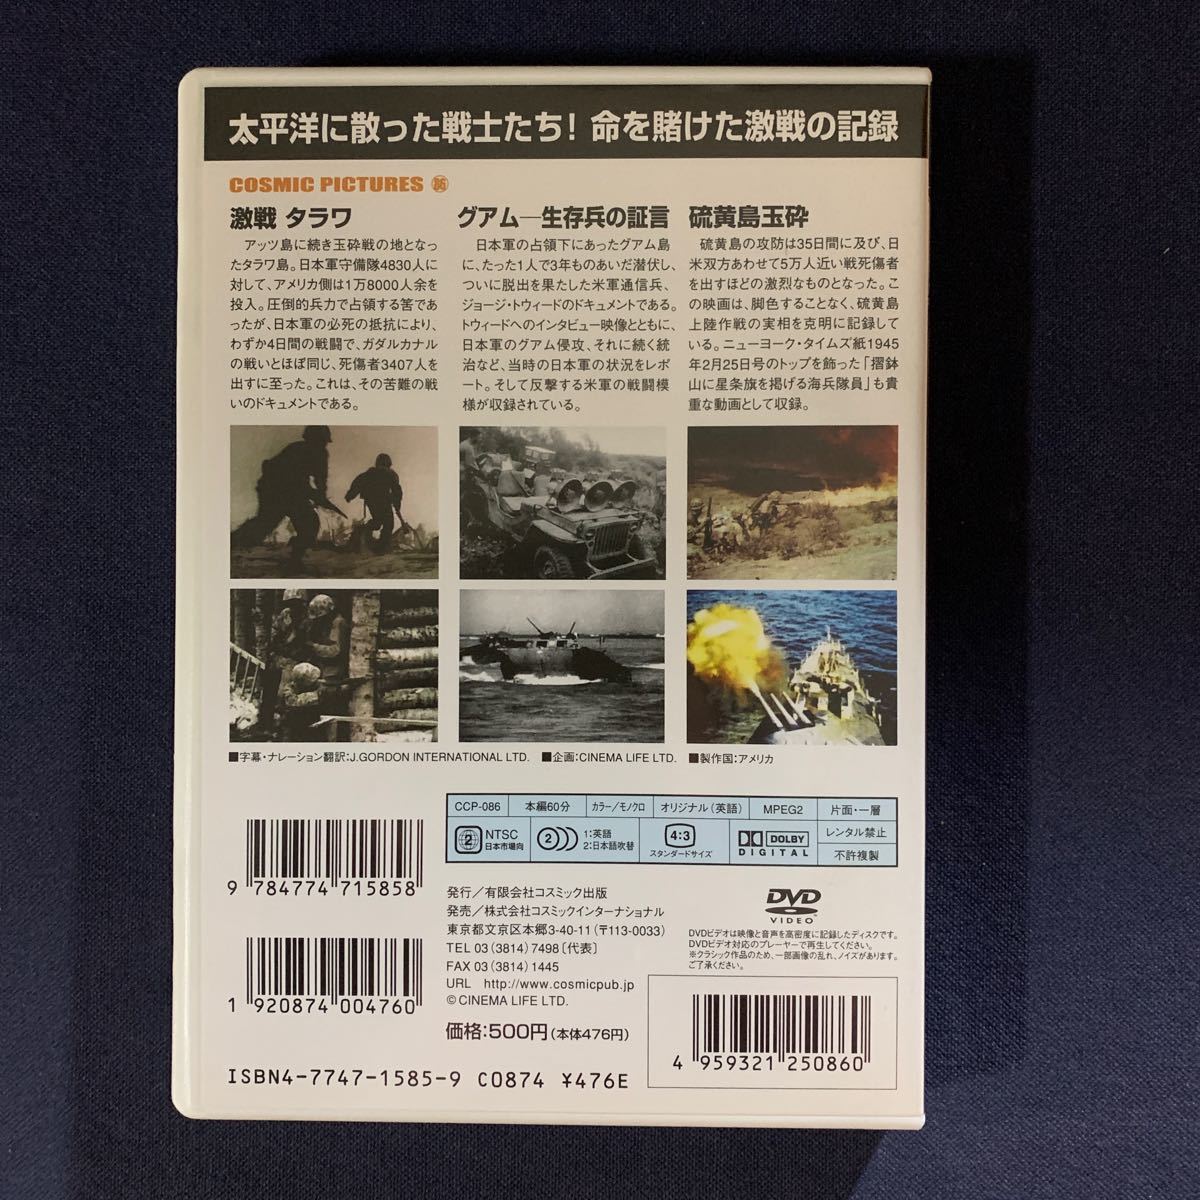 太平洋に散った戦士たち! 命を賭けた激戦の記録
COSMIC PICTURES 86
激戦 タラワ
アッツ島に続き玉砕戦の地となっ
たタラワ島。日本軍守備隊4830人に
対して、アメリカ側は1万8000人余を
投入。圧倒的兵力で占領する筈であ
ったが、日本軍の必死の抵抗により、
わずか4日間の戦闘で、ガダルカナル
の戦いとほぼ同じ、死傷者3407人を
出すに至った。これは、その苦難の戦
いのドキュメントである。
グアム―生存兵の証言
日本軍の占領下にあったグアム島
に、たった1人で3年ものあいだ潜伏し、
ついに脱出を果たした米軍通信兵、
ジョージ・トウィードのドキュメントである。
トウィードへのインタビュー映像とともに、
日本軍のグアム侵攻、それに続く統
治など、当時の日本軍の状況をレポ
ート。そして反撃する米軍の戦闘模
様が収録されている。
硫黄島玉砕
硫黄島の攻防は35日間に及び、日
米双方あわせて5万人近い戦死傷者
を出すほどの激烈なものとなった。こ
の映画は、脚色することなく、硫黄島
上陸作戦の実相を克明に記録して
いる。ニューヨーク・タイムズ紙1945
年2月25日号のトップを飾った「摺鉢
山に星条旗を掲げる海兵隊員」も貴
重な動画として収録。
■字幕・ナレーション翻訳:J.GORDON INTERNATIONAL LTD. ■企画:CINEMA LIFE LTD. ■製作国:アメリカ
CCP-086 本編60分 カラー/モノクロ オリジナル(英語) MPEG2 片面・一層
2 NTSC 日本市場向
2 1:英語 2:日本語吹替
4:3 スタンダードサイズ
DOLBY DIGITAL
レンタル禁止
不許複製
9 784774 715858
1 920874 004760
発行/有限会社コスミック出版
発売/株式会社コスミックインターナショナル
東京都文京区本郷3-40-11(〒113-0033)
TEL 03(3814)7498〔代表〕
FAX 03(3814)1445
URL http://www.cosmicpub.jp
©CINEMA LIFE LTD.
価格:500円(本体476円)
DVD VIDEO
DVDビデオは映像と音声を高密度に記録したディスクです。
DVDビデオ対応のプレーヤーで再生してください。
※クラシック作品のため、一部画像の乱れ、ノイズがあります。
ご了承ください。
4 959321 250860
ISBN4-7747-1585-9 C0874 ¥476E